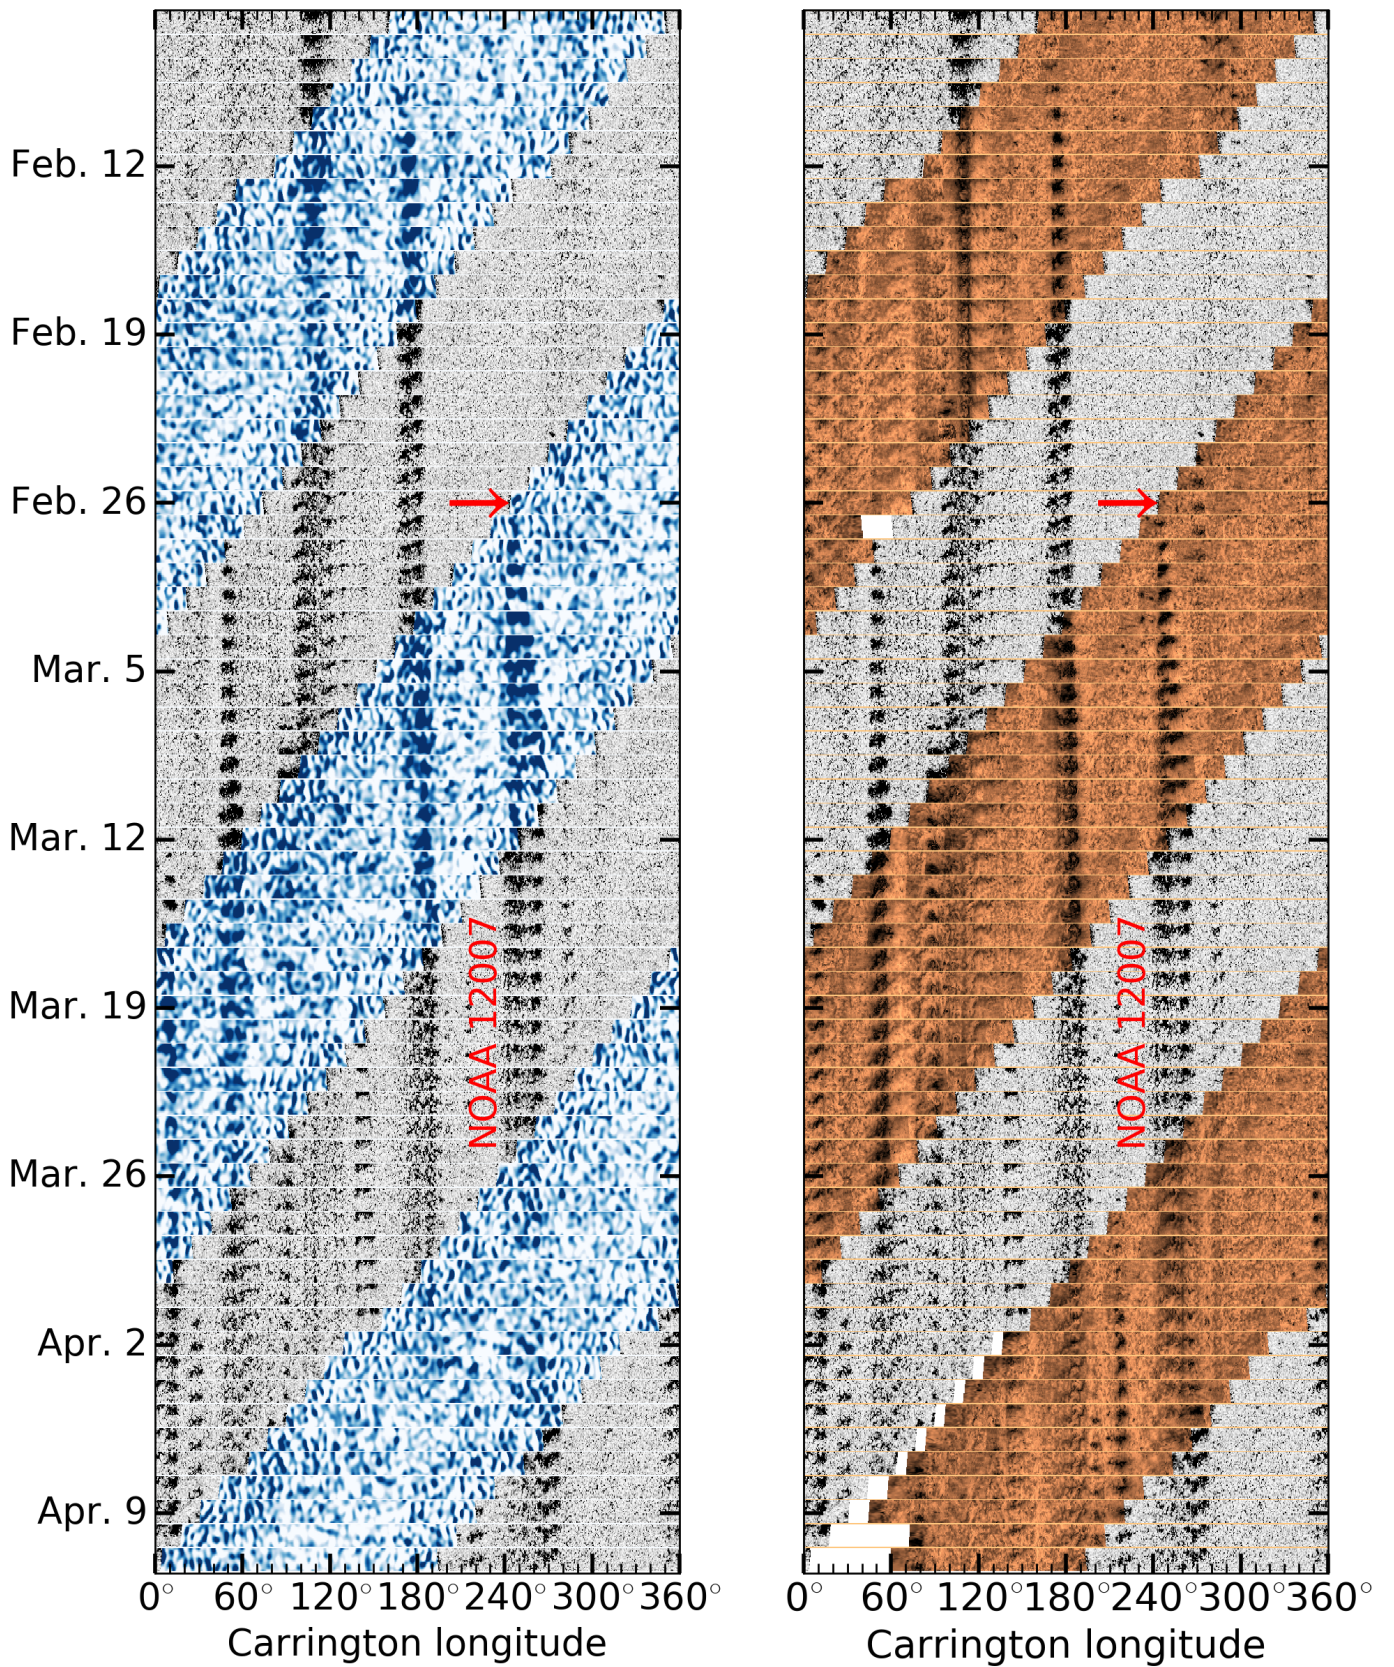 Feb. 12
Feb. 19
Feb. 26
Mar. 5
Mar. 12
Mar. 19
Mar. 26
Apr. 2
Apr. 9
NOAA 12007
NOAA 12007
0° 60° 120° 180° 240° 300° 360°
0° 60° 120° 180° 240° 300° 360°
Carrington longitude
Carrington longitude